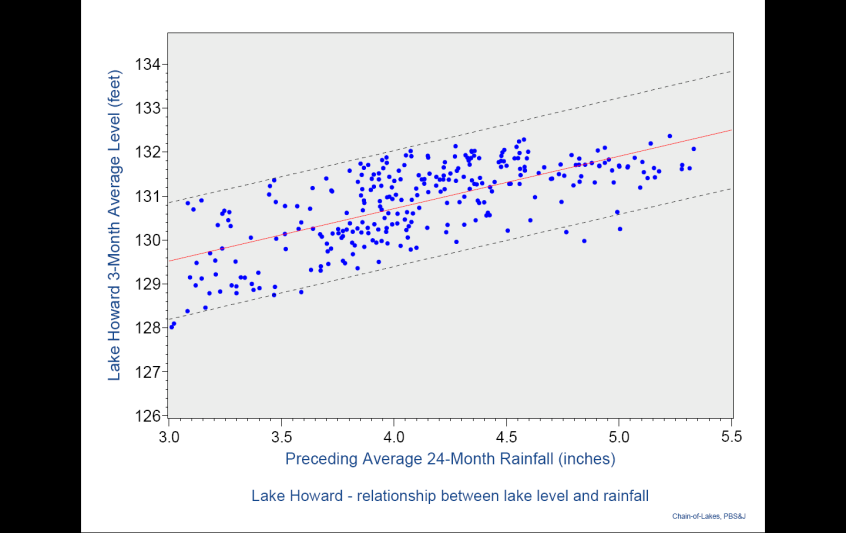 134
133
132
131
130
129
128
127
126
Lake Howard 3-Month Average Level (feet)
3.0 3.5 4.0 4.5 5.0 5.5
Preceding Average 24-Month Rainfall (inches)
Lake Howard - relationship between lake level and rainfall
Chain-of-Lakes, PBS&J